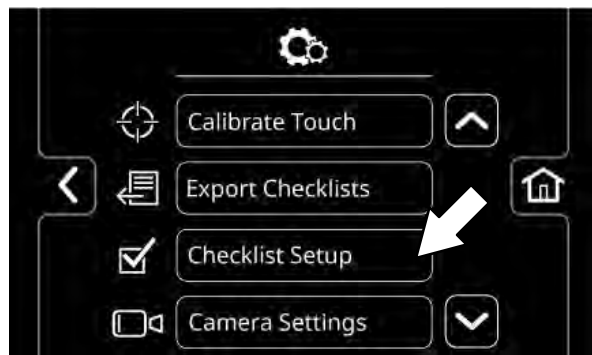 Calibrate Touch
Export Checklists
Checklist Setup
Camera Settings